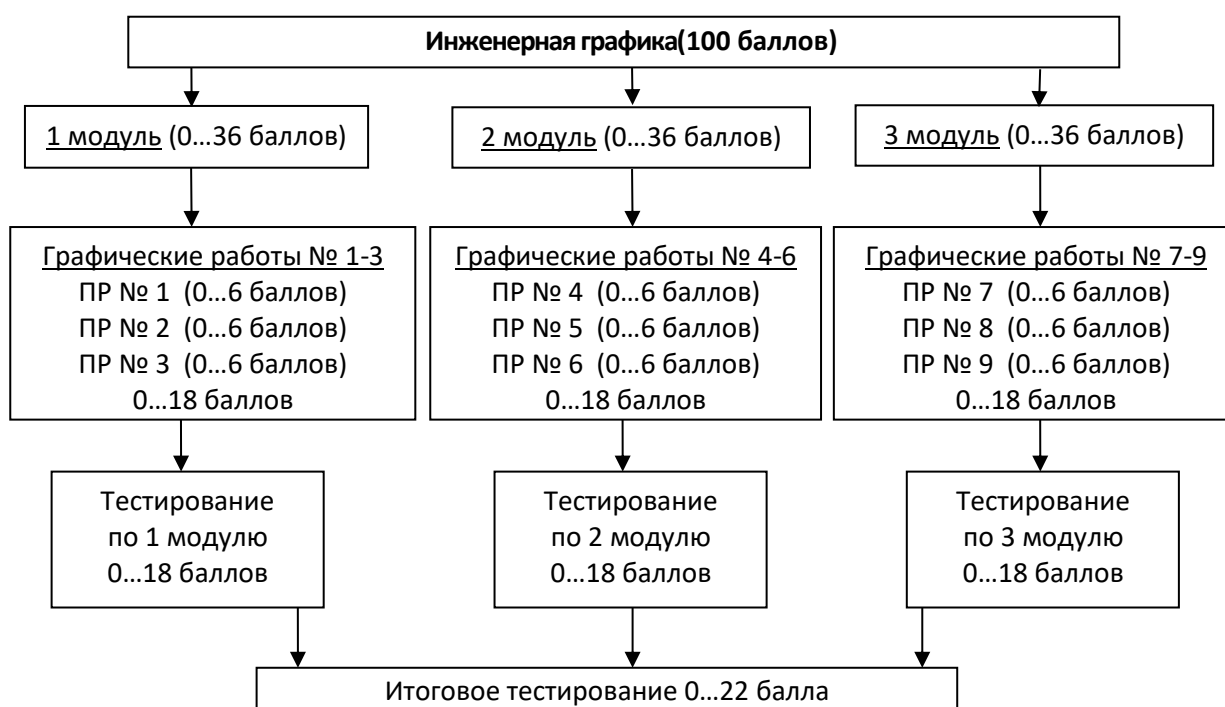 Инженерная графика(100 баллов)
1 модуль (0...36 баллов)
2 модуль (0...36 баллов)
3 модуль (0...36 баллов)
Графические работы № 1-3
ПР № 1 (0...6 баллов)
ПР № 2 (0...6 баллов)
ПР № 3 (0...6 баллов)
0...18 баллов
Графические работы № 4-6
ПР № 4 (0...6 баллов)
ПР № 5 (0...6 баллов)
ПР № 6 (0...6 баллов)
0...18 баллов
Графические работы № 7-9
ПР № 7 (0...6 баллов)
ПР № 8 (0...6 баллов)
ПР № 9 (0...6 баллов)
0...18 баллов
Тестирование
по 1 модулю
0...18 баллов
Тестирование
по 2 модулю
0...18 баллов
Тестирование
по 3 модулю
0...18 баллов
Итоговое тестирование 0...22 балла